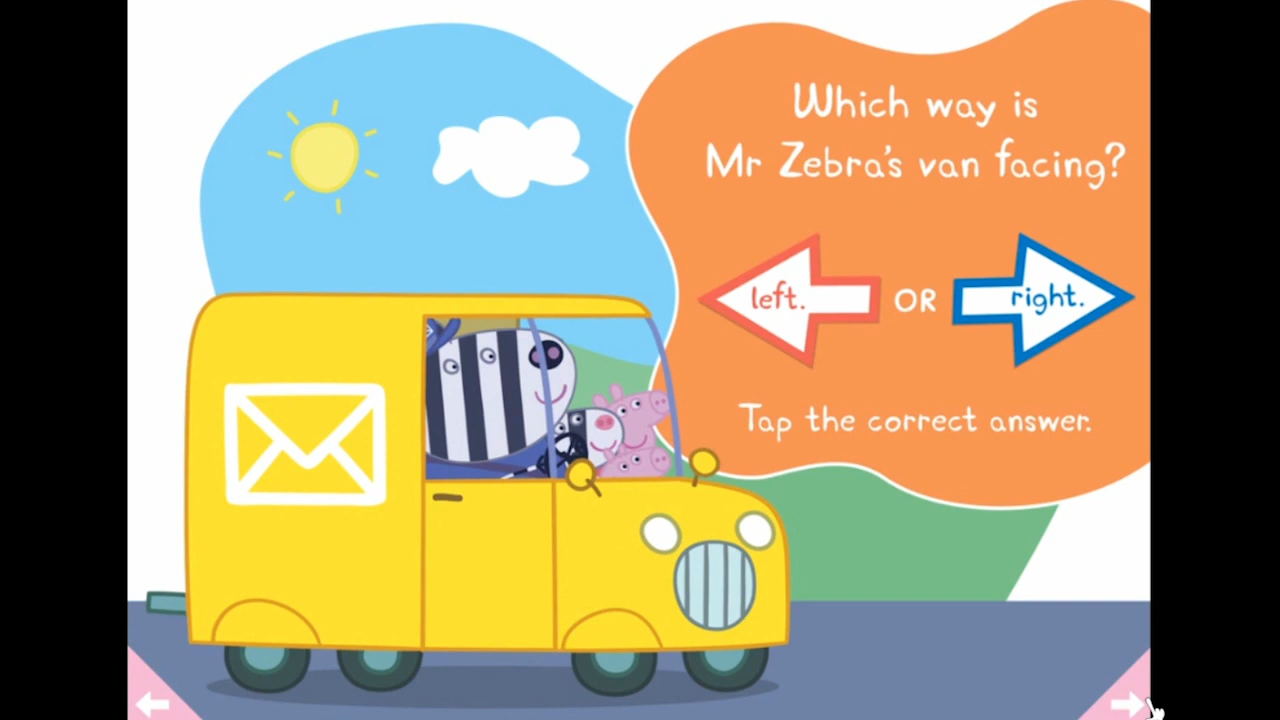 Which way is
Mr Zebra's van facing?
left. OR right.
Tap the correct answer.